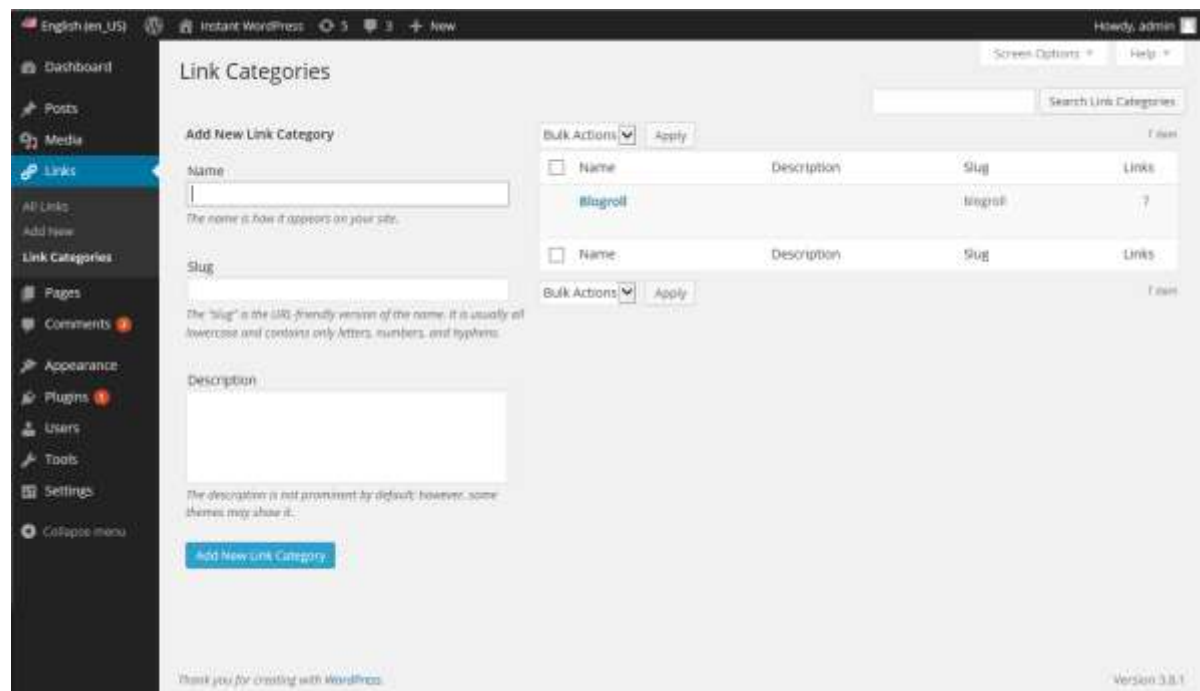 English (en_US) Instant WordPress 5 3 + New Howdy, admin
Screen Options Help
Dashboard
Posts
Media
Links
All Links
Add New
Link Categories
Pages
Comments 3
Appearance
Plugins 1
Users
Tools
Settings
Collapse menu
Link Categories
Search Link Categories
Add New Link Category
Name
The name is how it appears on your site.
Slug
The "slug" is the URL-friendly version of the name. It is usually all
lowercase and contains only letters, numbers, and hyphens.
Description
The description is not prominent by default; however, some
themes may show it.
Add New Link Category
Bulk Actions Apply 1 item
Name Description Slug Links
Blogroll blogroll 7
Name Description Slug Links
Bulk Actions Apply 1 item
Thank you for creating with WordPress. Version 3.8.1